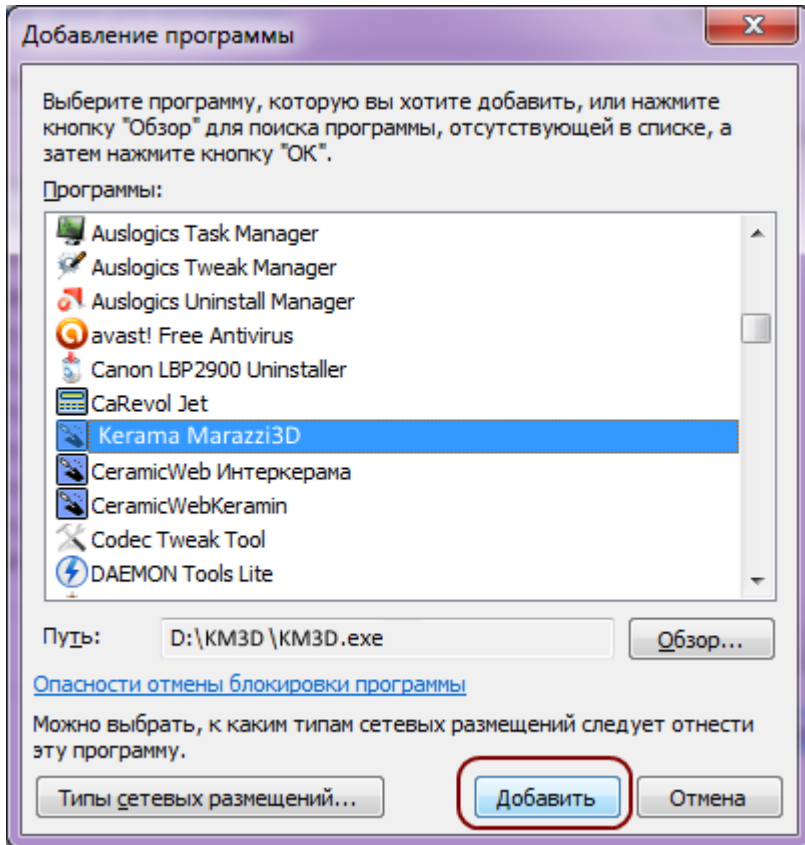 Добавление программы
Выберите программу, которую вы хотите добавить, или нажмите
кнопку "Обзор" для поиска программы, отсутствующей в списке, а
затем нажмите кнопку "ОК".
Программы:
Auslogics Task Manager
Auslogics Tweak Manager
Auslogics Uninstall Manager
avast! Free Antivirus
Canon LBP2900 Uninstaller
CaRevol Jet
Kerama Marazzi3D
CeramicWeb Интеркерама
CeramicWebKeramin
Codec Tweak Tool
DAEMON Tools Lite
Путь: D:\KM3D \KM3D.exe Обзор...
Опасности отмены блокировки программы
Можно выбрать, к каким типам сетевых размещений следует отнести
эту программу.
Типы сетевых размещений... Добавить Отмена